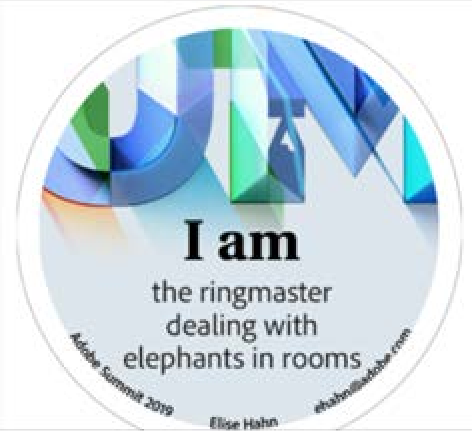 I am
the ringmaster
dealing with
elephants in rooms
Adobe Summit 2019
Elise Hahn
ehahn@adobe.com